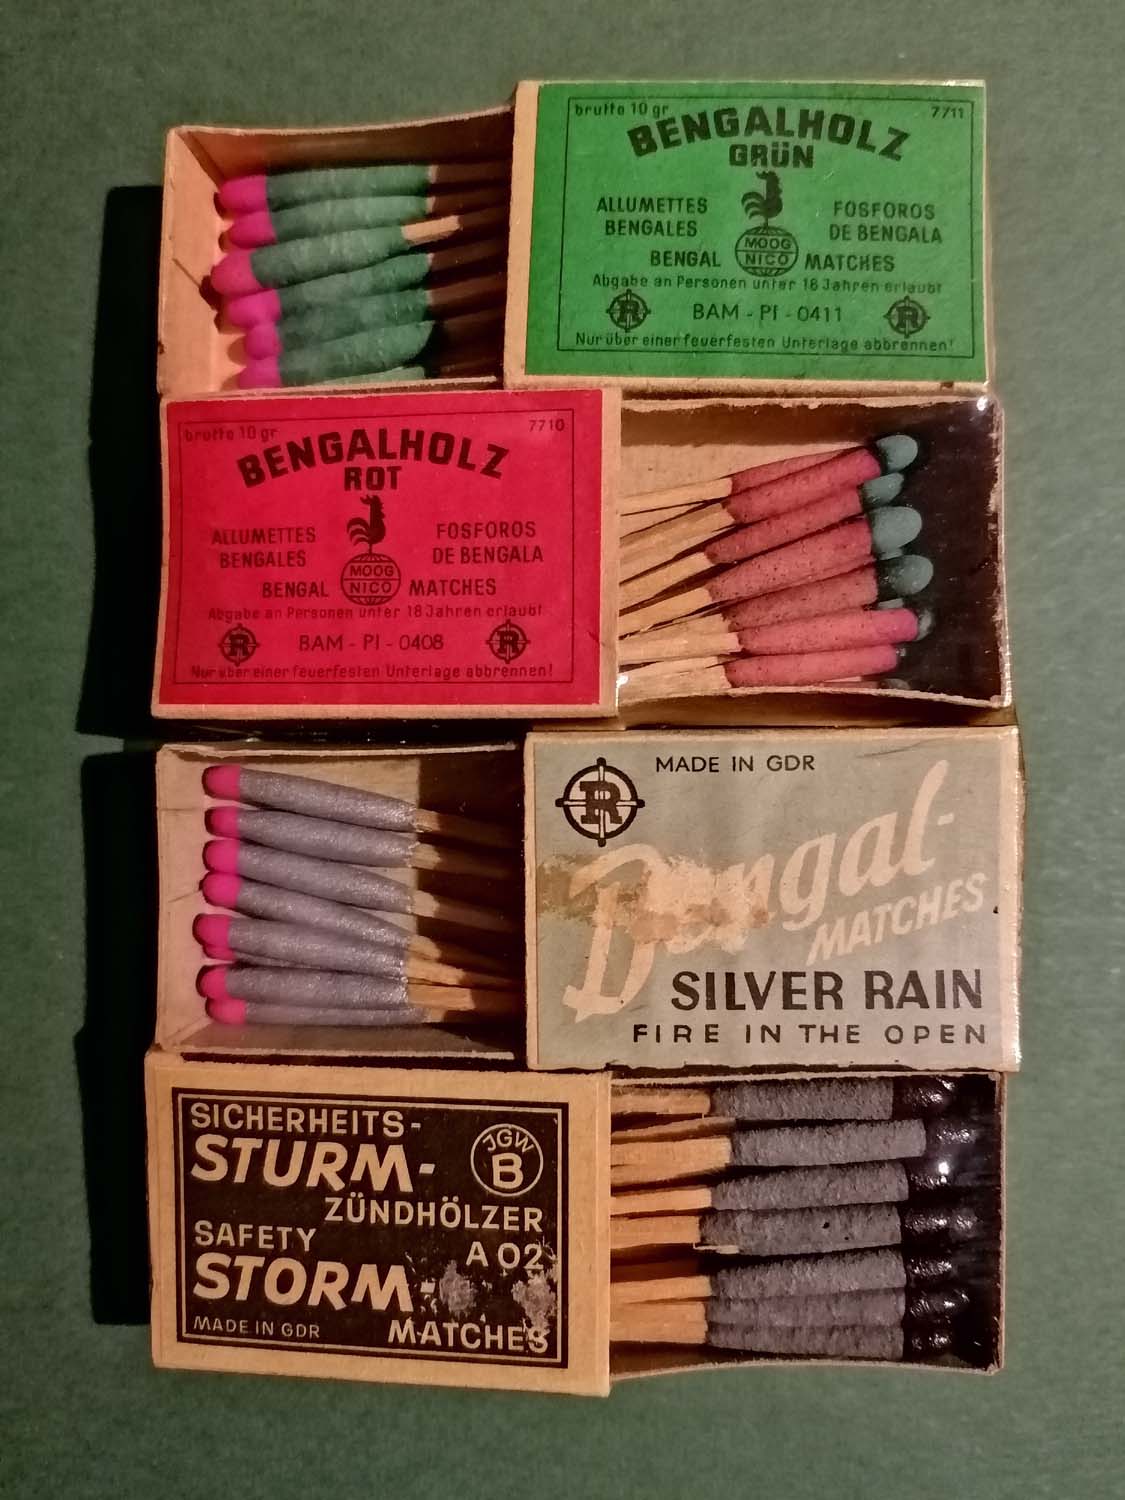 brutto 10 gr
7711
BENGALHOLZ
GRÜN
ALLUMETTES
BENGALES
FOSFOROS
DE BENGALA
MOOG
NICO
BENGAL
MATCHES
Abgabe an Personen unter 18 Jahren erlaubt
R
BAM - PI - 0411
R
Nur über einer feuerfesten Unterlage abbrennen!
brutto 10 gr
7710
BENGALHOLZ
ROT
ALLUMETTES
BENGALES
FOSFOROS
DE BENGALA
MOOG
NICO
BENGAL
MATCHES
Abgabe an Personen unter 18 Jahren erlaubt
R
BAM - PI - 0408
R
Nur über einer feuerfesten Unterlage abbrennen!
R
MADE IN GDR
Bengal-
MATCHES
SILVER RAIN
FIRE IN THE OPEN
SICHERHEITS-
STURM-
ZÜNDHÖLZER
JGW
B
SAFETY
A 02
STORM-
MADE IN GDR
MATCHES